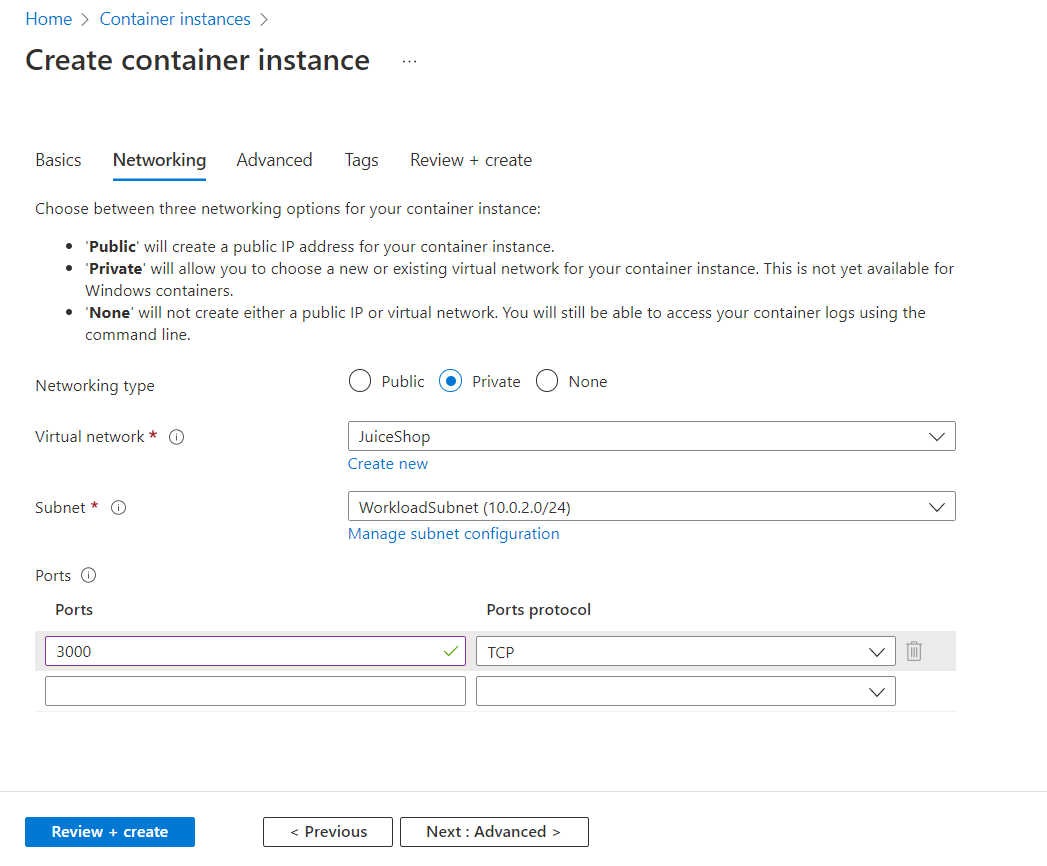 Home > Container instances >
Create container instance ...
Basics Networking Advanced Tags Review + create
Choose between three networking options for your container instance:
• 'Public' will create a public IP address for your container instance.
• 'Private' will allow you to choose a new or existing virtual network for your container instance. This is not yet available for
Windows containers.
• 'None' will not create either a public IP or virtual network. You will still be able to access your container logs using the
command line.
Networking type Public Private None
Virtual network * JuiceShop
Create new
Subnet * WorkloadSubnet (10.0.2.0/24)
Manage subnet configuration
Ports
Ports Ports protocol
3000 TCP
Review + create < Previous Next : Advanced >